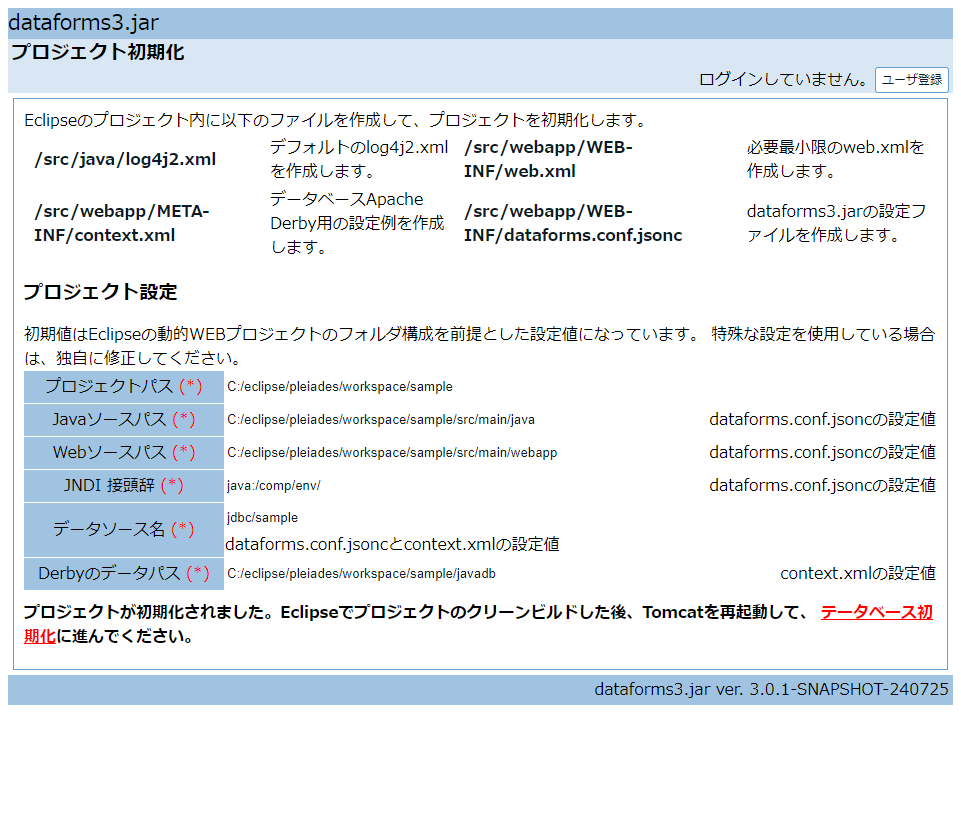 dataforms3.jar
プロジェクト初期化
ログインしていません。 ユーザ登録
Eclipseのプロジェクト内に以下のファイルを作成して、プロジェクトを初期化します。
/src/java/log4j2.xml
デフォルトのlog4j2.xml
を作成します。
/src/webapp/WEB-
INF/web.xml
必要最小限のweb.xmlを
作成します。
/src/webapp/META-
INF/context.xml
データベースApache
Derby用の設定例を作成
します。
/src/webapp/WEB-
INF/dataforms.conf.jsonc
dataforms3.jarの設定フ
ァイルを作成します。
プロジェクト設定
初期値はEclipseの動的WEBプロジェクトのフォルダ構成を前提とした設定値になっています。 特殊な設定を使用している場合
は、独自に修正してください。
プロジェクトパス (*) C:/eclipse/pleiades/workspace/sample
Javaソースパス (*) C:/eclipse/pleiades/workspace/sample/src/main/java dataforms.conf.jsoncの設定値
Webソースパス (*) C:/eclipse/pleiades/workspace/sample/src/main/webapp dataforms.conf.jsoncの設定値
JNDI 接頭辞 (*) java:/comp/env/ dataforms.conf.jsoncの設定値
データソース名 (*)
jdbc/sample
dataforms.conf.jsoncとcontext.xmlの設定値
Derbyのデータパス (*) C:/eclipse/pleiades/workspace/sample/javadb context.xmlの設定値
プロジェクトが初期化されました。Eclipseでプロジェクトのクリーンビルドした後、Tomcatを再起動して、 テータベース初
期化に進んでください。
dataforms3.jar ver. 3.0.1-SNAPSHOT-240725